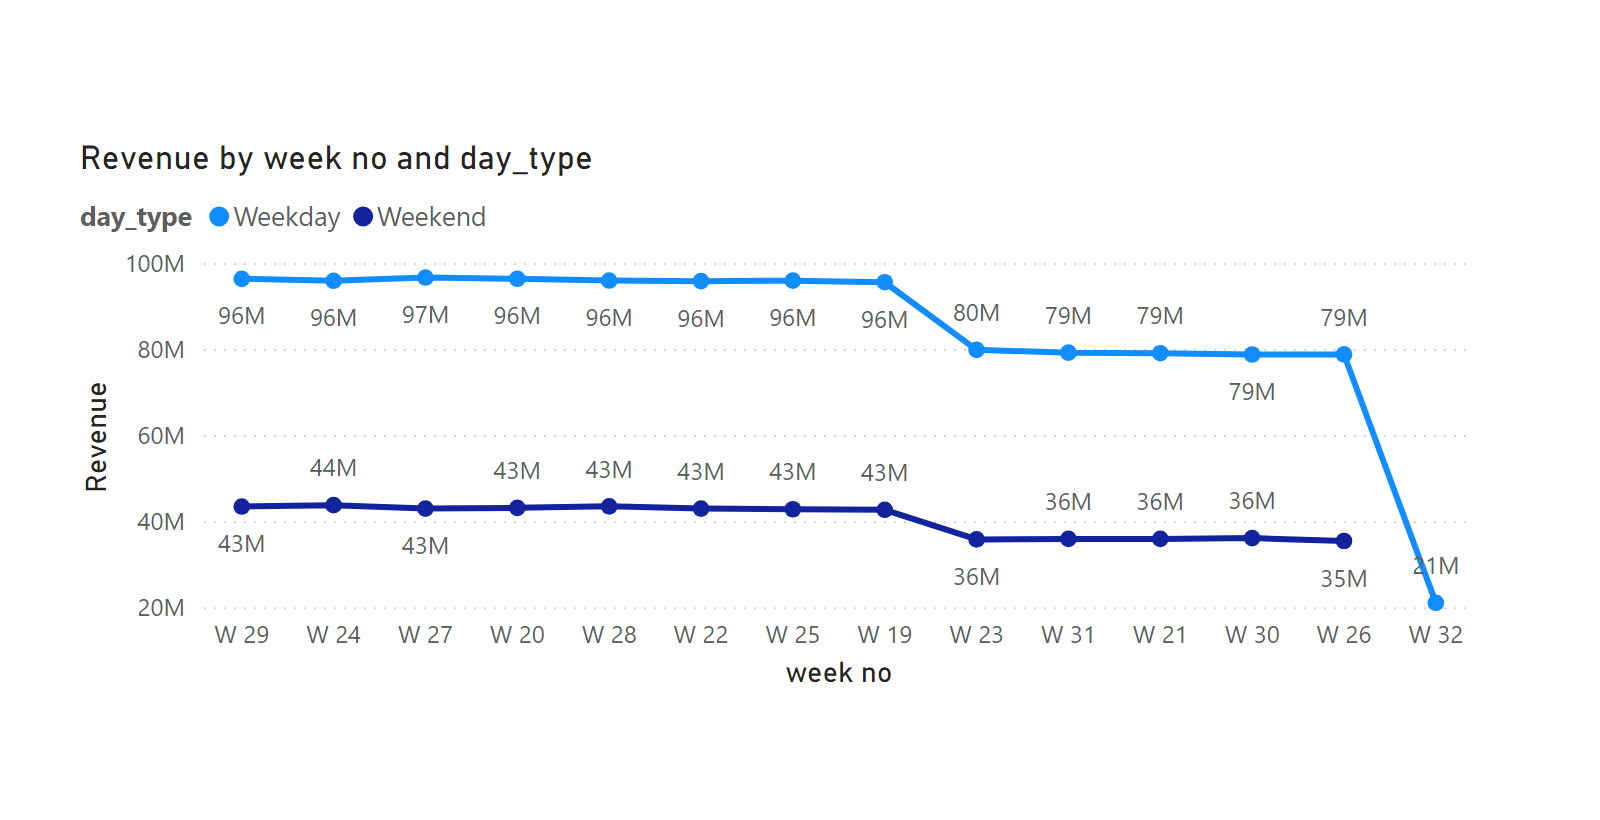 Revenue by week no and day_type
day_type Weekday Weekend
100M
80M
60M
40M
20M
Revenue
96M 96M 97M 96M 96M 96M 96M 96M 80M 79M 79M 79M 79M 21M
43M 44M 43M 43M 43M 43M 43M 43M 36M 36M 36M 36M 35M
W 29 W 24 W 27 W 20 W 28 W 22 W 25 W 19 W 23 W 31 W 21 W 30 W 26 W 32
week no